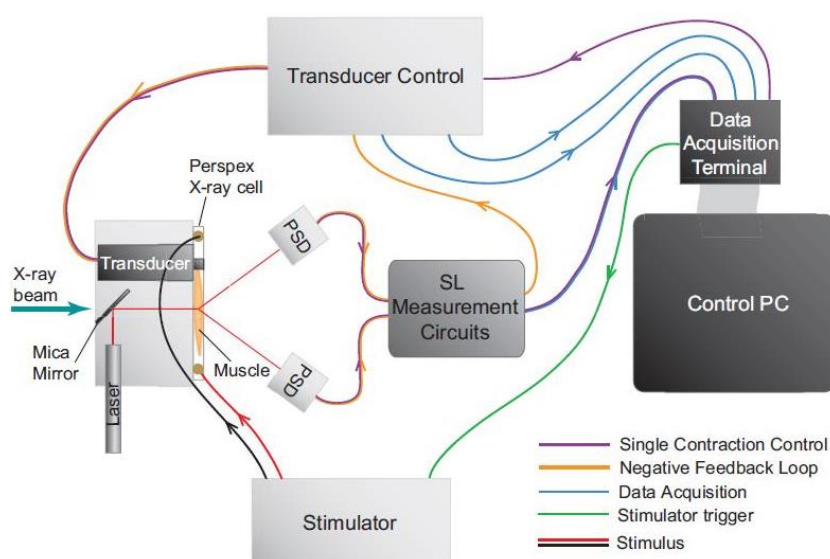 Transducer Control
Data
Acquisition
Terminal
Perspex
X-ray cell
PSD
Transducer
X-ray
beam
SL
Measurement
Circuits
Control PC
Mica
Mirror
Muscle
PSD
Laser
Stimulator
Single Contraction Control
Negative Feedback Loop
Data Acquisition
Stimulator trigger
Stimulus